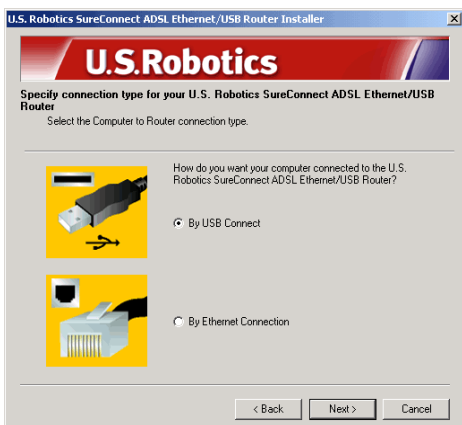 U.S. Robotics SureConnect ADSL Ethernet/USB Router Installer
U.S.Robotics
Specify connection type for your U.S. Robotics SureConnect ADSL Ethernet/USB
Router
Select the Computer to Router connection type.
How do you want your computer connected to the U.S.
Robotics SureConnect ADSL Ethernet/USB Router?
By USB Connect
By Ethernet Connection
< Back
Next >
Cancel